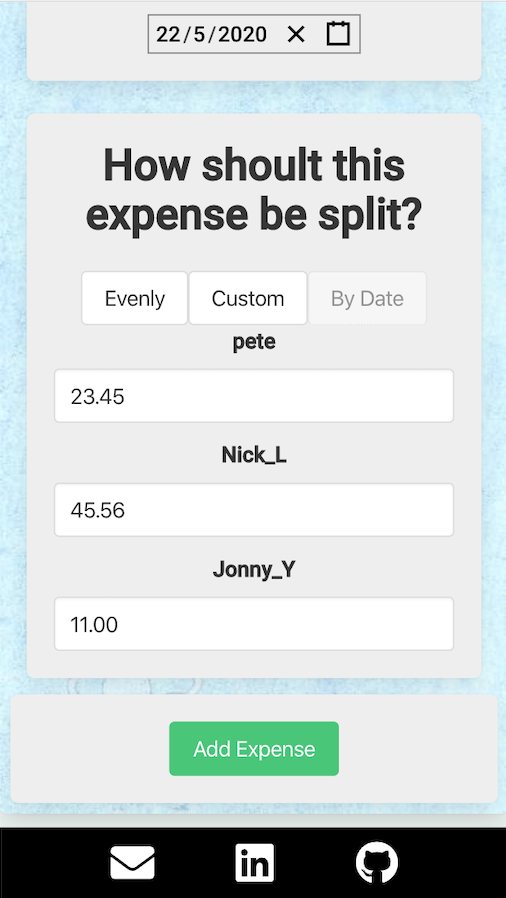 22/5/2020
How shoult this
expense be split?
Evenly Custom By Date
pete
23.45
Nick_L
45.56
Jonny_Y
11.00
Add Expense
in